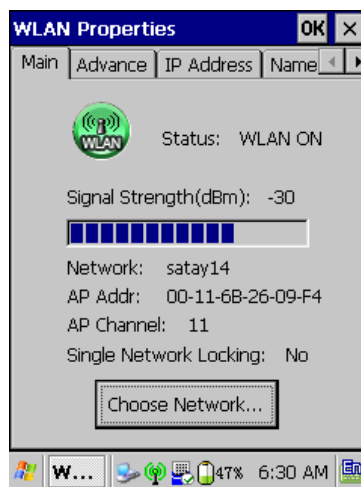 WLAN Properties OK ×
Main Advance IP Address Name
WLAN
Status: WLAN ON
Signal Strength(dBm): -30
Network: satay14
AP Addr: 00-11-6B-26-09-F4
AP Channel: 11
Single Network Locking: No
Choose Network...
W... 47% 6:30 AM En